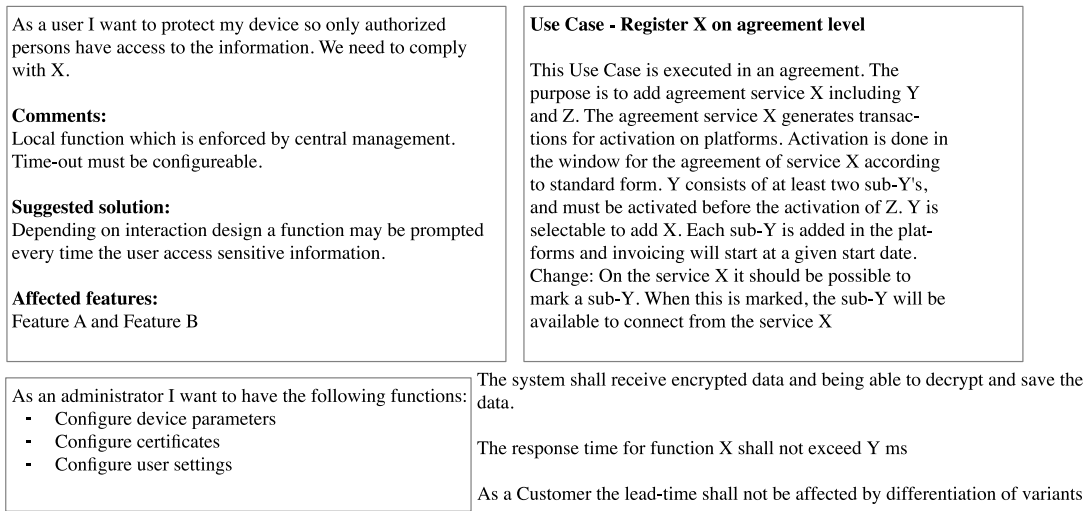 As a user I want to protect my device so only authorized
persons have access to the information. We need to comply
with X.
Comments:
Local function which is enforced by central management.
Time-out must be configureable.
Suggested solution:
Depending on interaction design a function may be prompted
every time the user access sensitive information.
Affected features:
Feature A and Feature B
Use Case - Register X on agreement level
This Use Case is executed in an agreement. The
purpose is to add agreement service X including Y
and Z. The agreement service X generates transac-
tions for activation on platforms. Activation is done in
the window for the agreement of service X according
to standard form. Y consists of at least two sub-Y's,
and must be activated before the activation of Z. Y is
selectable to add X. Each sub-Y is added in the plat-
forms and invoicing will start at a given start date.
Change: On the service X it should be possible to
mark a sub-Y. When this is marked, the sub-Y will be
available to connect from the service X
As an administrator I want to have the following functions:
- Configure device parameters
- Configure certificates
- Configure user settings
The system shall receive encrypted data and being able to decrypt and save the
data.
The response time for function X shall not exceed Y ms
As a Customer the lead-time shall not be affected by differentiation of variants